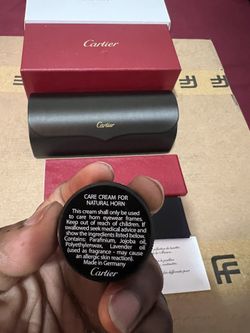 Cartier
Cartier
CARE CREAM FOR
NATURAL HORN
This cream shall only be used
to care horn eyewear frames.
Keep out of reach of children. If
swallowed seek medical advice and
show the ingredients listed below.
Contains: Parafinium, Jojoba oil,
Polyethylenwax, Lavender oil
(used as fragrance - may cause
an allergic skin reaction).
Made in Germany
Cartier